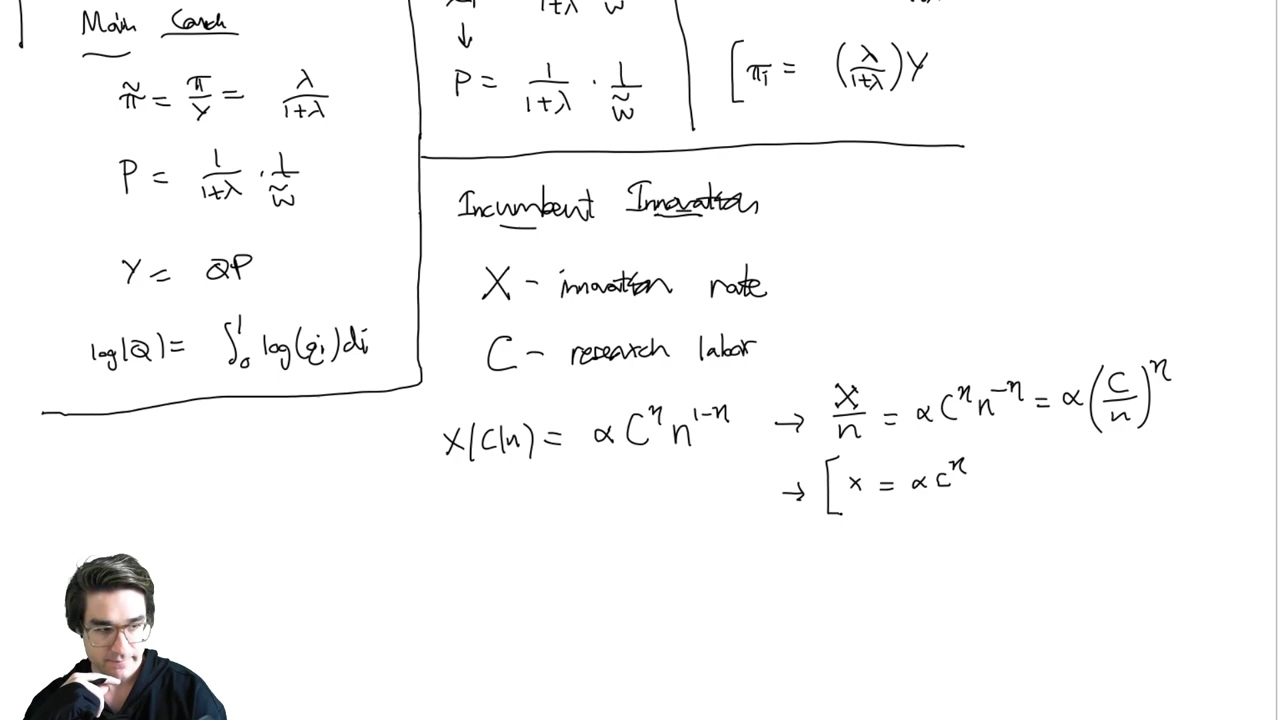 Main Conch
π̃ = π/Y = λ/(1+λ)
P = 1/(1+λ) · 1/w̃
Y = QP
log(Q) = ∫₀¹ log(qᵢ) di
1+λ w̃
↓
P = 1/(1+λ) · 1/w̃
[πᵢ = (λ/(1+λ)) Y
Incumbent Innovation
X - innovation rate
C - research labor
X(C|n) = α C^η n^(1-η) → X/n = α C^η n^(-η) = α (C/n)^η
→ [x = α c^η